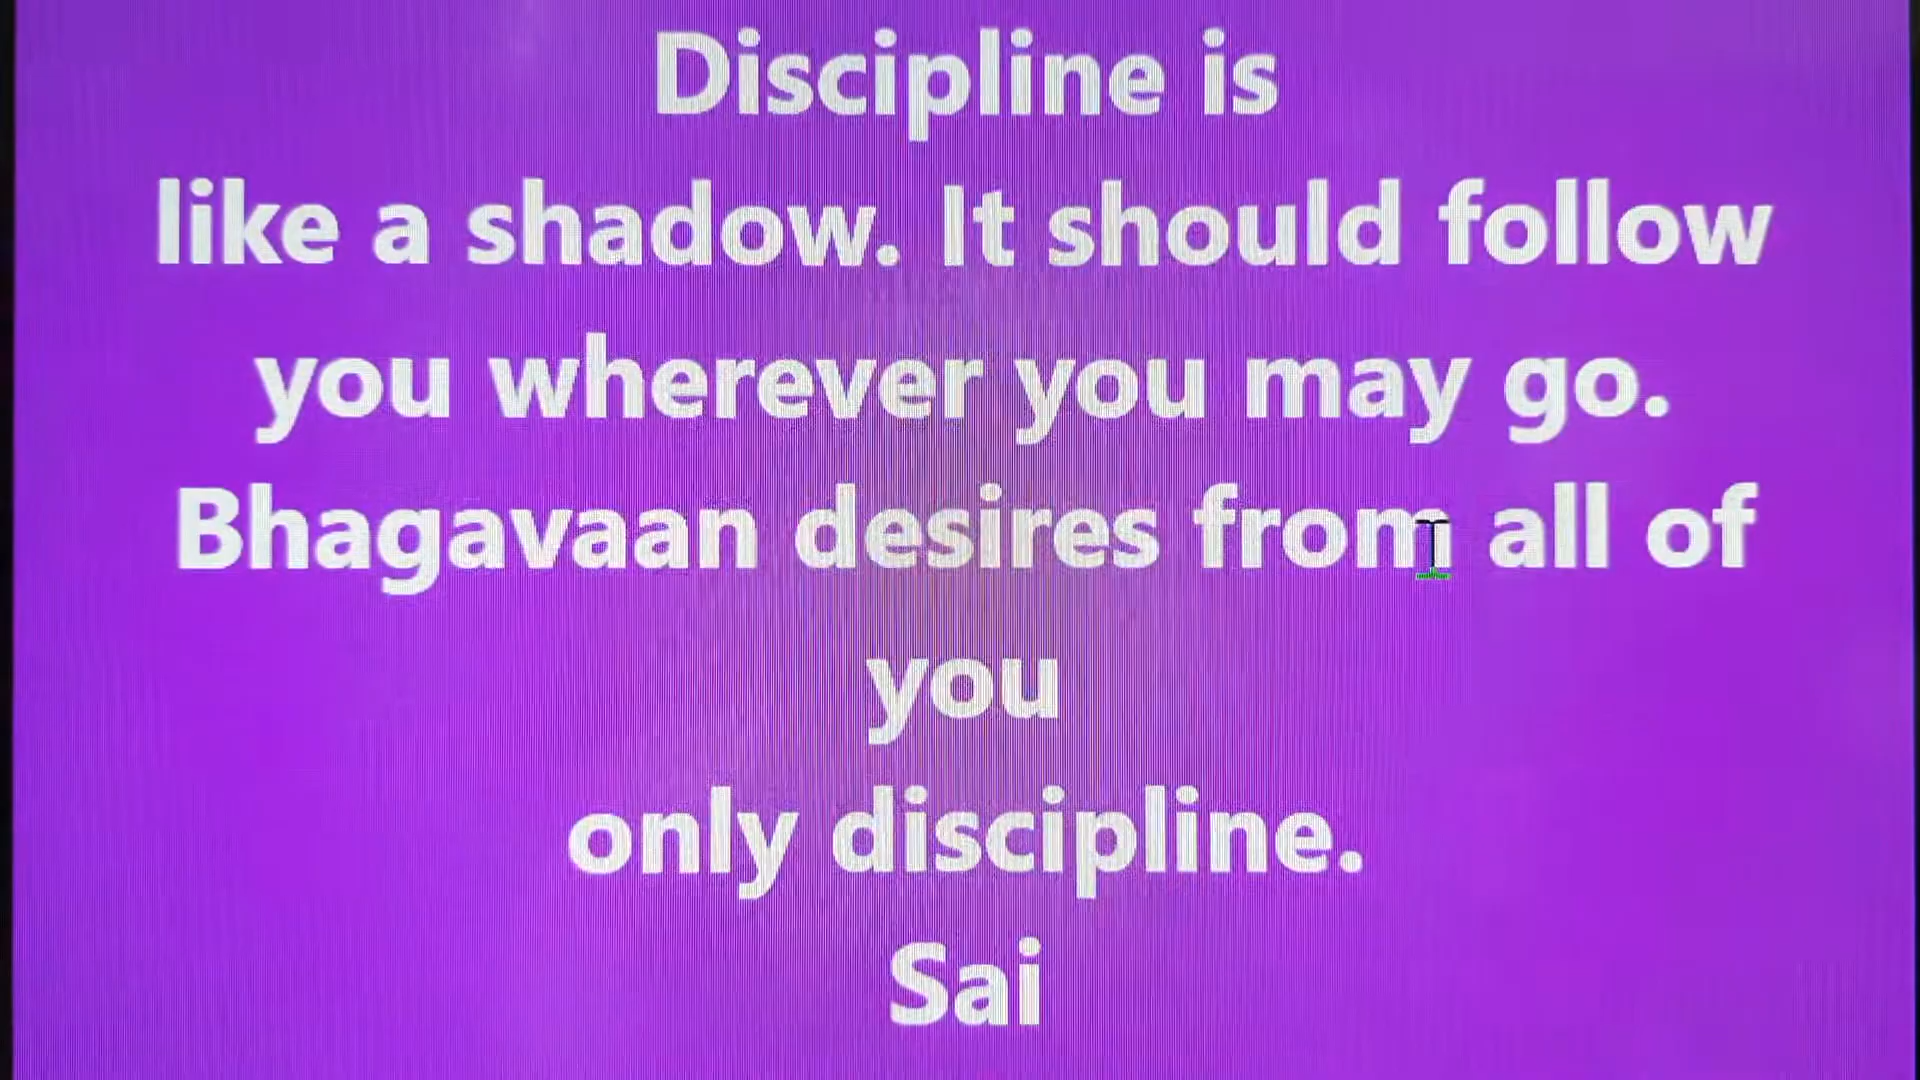 Discipline is
like a shadow. It should follow
you wherever you may go.
Bhagavaan desires from all of
you
only discipline.
Sai